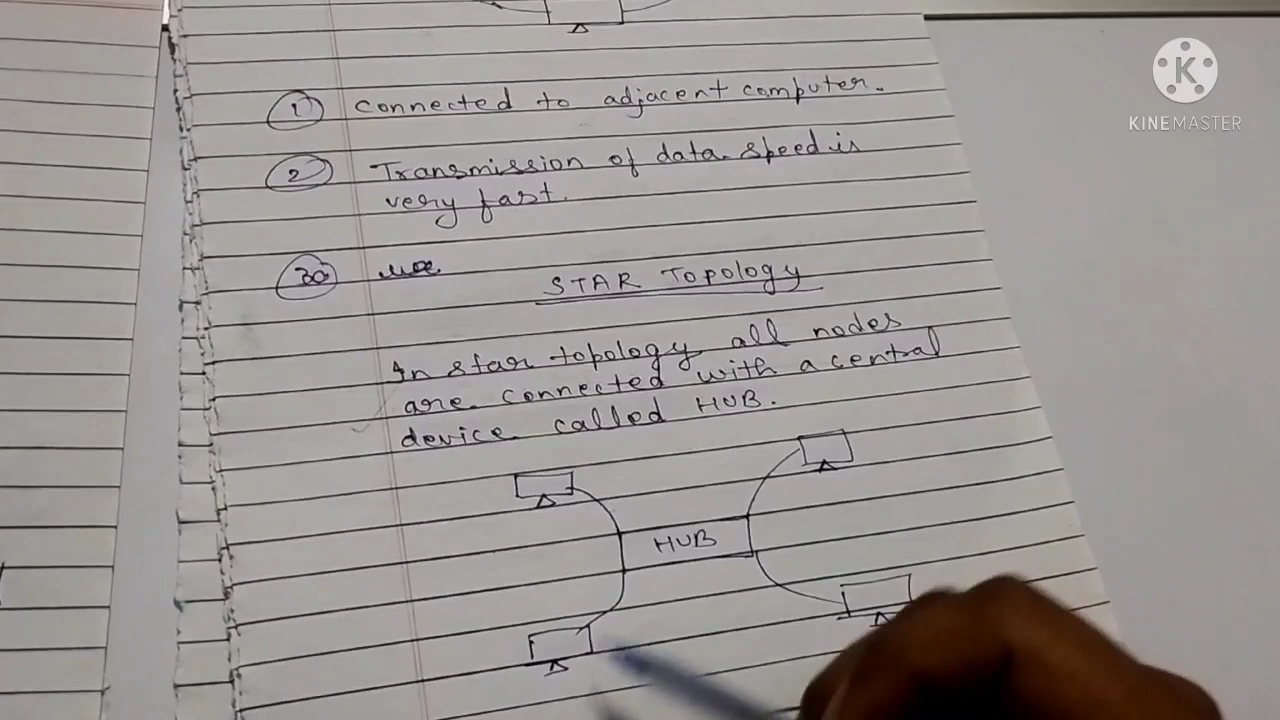 1 Connected to adjacent computer.
2 Transmission of data speed is
very fast.
STAR Topology
In star topology all nodes
are connected with a central
device called HUB.
HUB
K
KINEMASTER